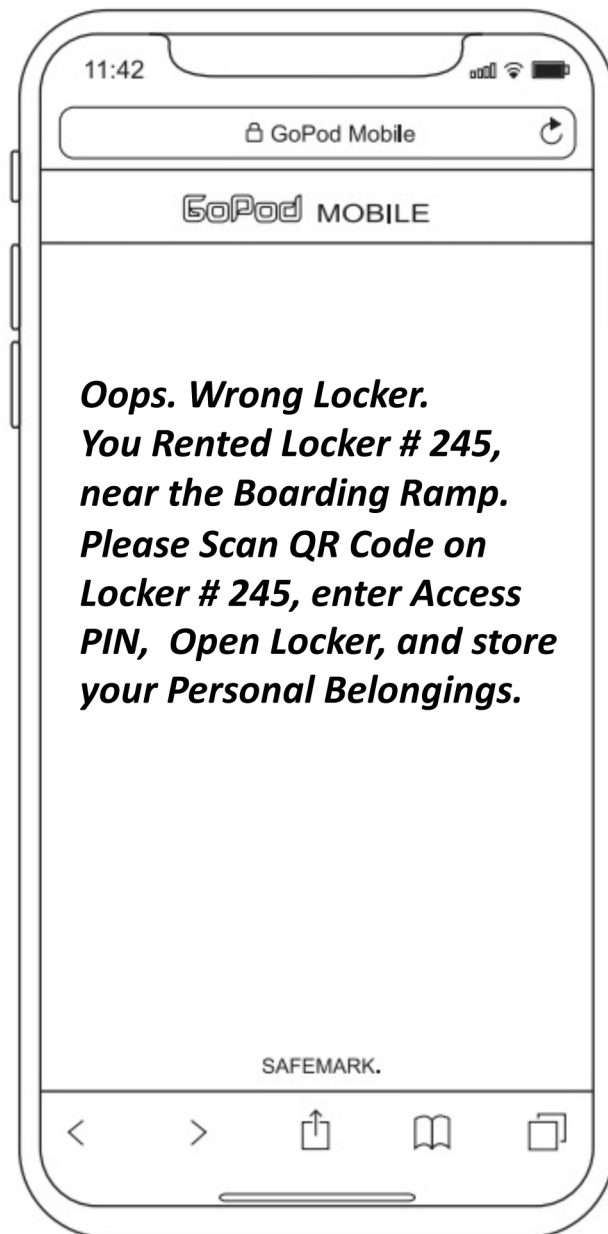 11:42
GoPod Mobile
GoPod MOBILE
Oops. Wrong Locker.
You Rented Locker # 245,
near the Boarding Ramp.
Please Scan QR Code on
Locker # 245, enter Access
PIN,  Open Locker, and store
your Personal Belongings.
SAFEMARK.